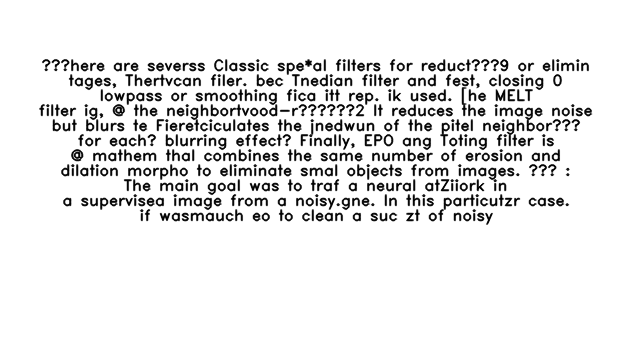 ???here are severss Classic spe*al filters for reduct???9 or elimin
tages, Thertvcan filer. bec Tnedian filter and fest, closing 0
lowpass or smoothing fica itt rep. ik used. [he MELT
filter ig, @ the neighbortvood-r??????2 It reduces the image noise
but blurs te Fieretciculates the jnedwun of the pitel neighbor???
for each? blurring effect? Finally, EPO ang Toting filter is
@ mathem thal combines the same number of erosion and
dilation morpho to eliminate smal objects from images. ??? :
The main goal was to traf a neural atZiiork in
a supervisea image from a noisy.gne. In this particutzr case.
if wasmauch eo to clean a suc zt of noisy